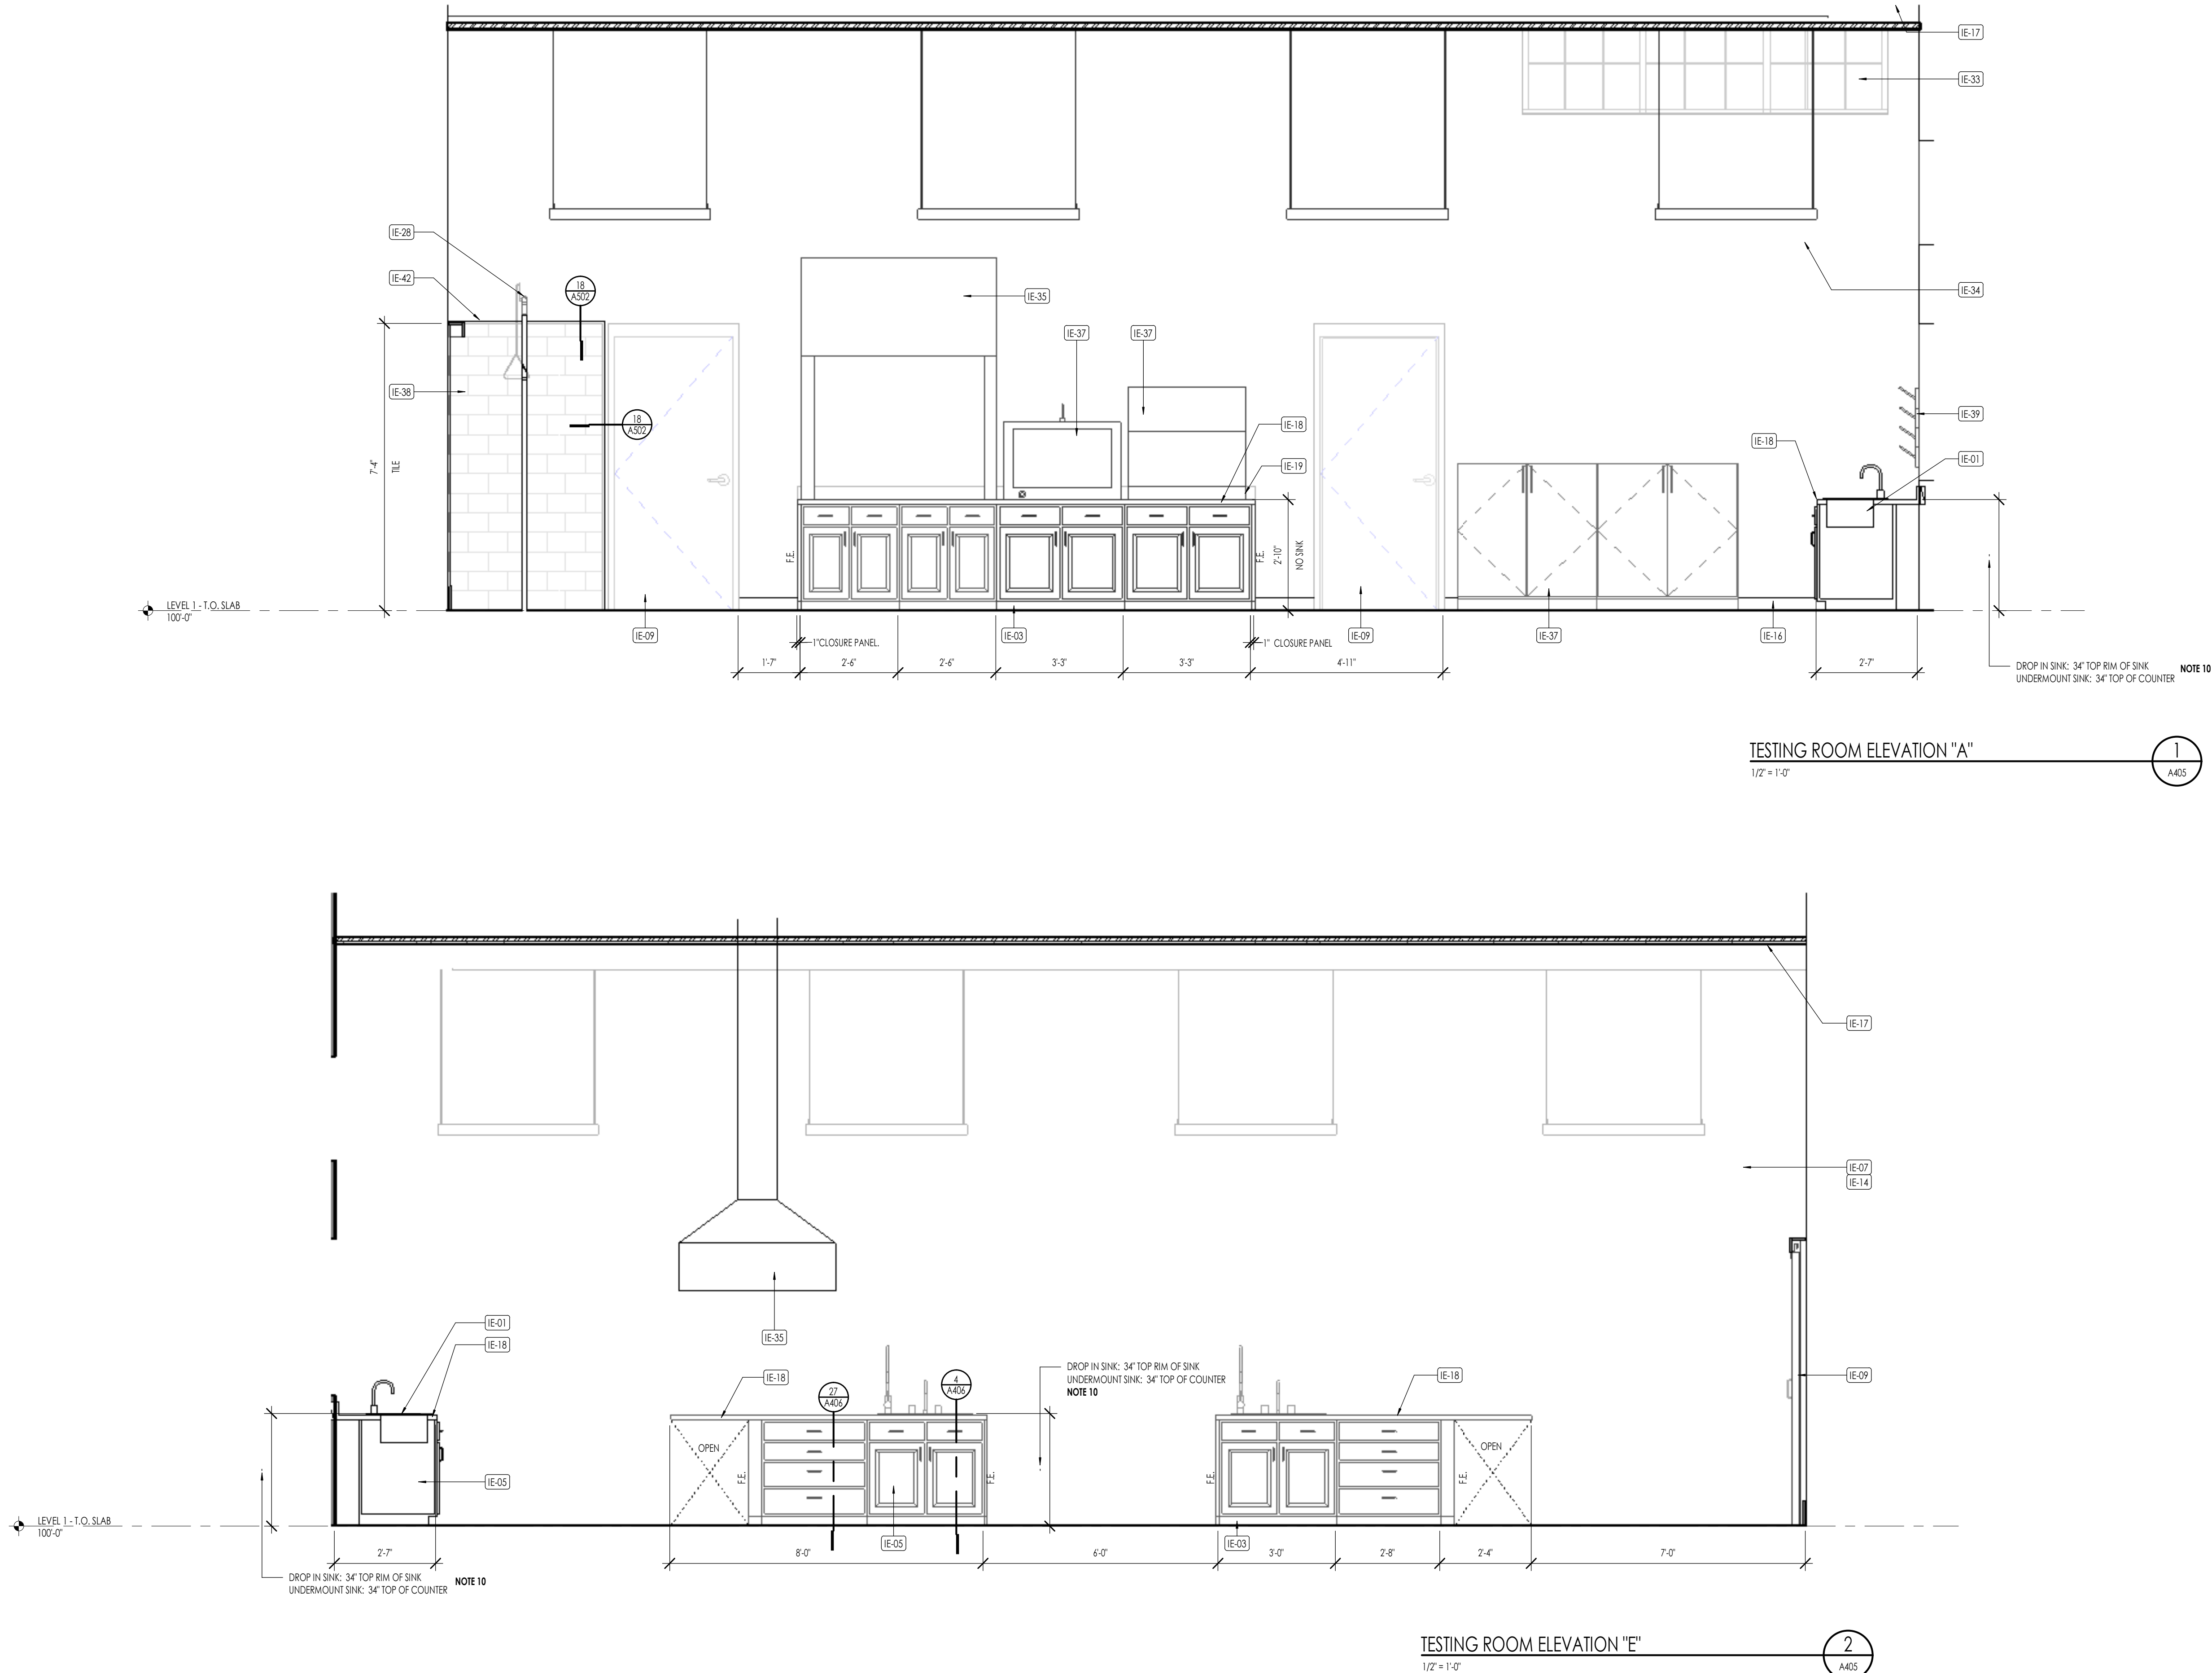 IE-17
IE-33
IE-28
IE-42
18
A502
IE-35
IE-34
IE-37
IE-37
IE-38
18
A502
IE-18
IE-39
IE-18
IE-19
IE-01
7'-4"
TILE
F.E.
F.E.
2'-10"
NO SINK
LEVEL 1 - T.O. SLAB
100'-0"
IE-09
IE-03
IE-09
IE-37
IE-16
1"CLOSURE PANEL.
1" CLOSURE PANEL
1'-7"
2'-6"
2'-6"
3'-3"
3'-3"
4'-11"
2'-7"
DROP IN SINK: 34" TOP RIM OF SINK
UNDERMOUNT SINK: 34" TOP OF COUNTER
NOTE 10
TESTING ROOM ELEVATION "A"
1/2" = 1'-0"
1
A405
IE-17
IE-07
IE-14
IE-01
IE-18
IE-35
IE-18
27
A406
4
A406
DROP IN SINK: 34" TOP RIM OF SINK
UNDERMOUNT SINK: 34" TOP OF COUNTER
NOTE 10
IE-18
IE-09
OPEN
OPEN
IE-05
F.E.
F.E.
F.E.
F.E.
LEVEL 1 - T.O. SLAB
100'-0"
IE-05
IE-03
2'-7"
8'-0"
6'-0"
3'-0"
2'-8"
2'-4"
7'-0"
DROP IN SINK: 34" TOP RIM OF SINK
UNDERMOUNT SINK: 34" TOP OF COUNTER
NOTE 10
TESTING ROOM ELEVATION "E"
1/2" = 1'-0"
2
A405